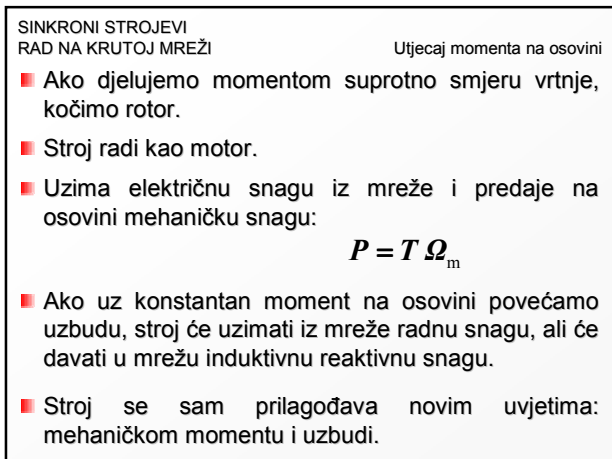 SINKRONI STROJEVI
RAD NA KRUTOJ MREŽI Utjecaj momenta na osovini
Ako djelujemo momentom suprotno smjeru vrtnje,
kočimo rotor.
Stroj radi kao motor.
Uzima električnu snagu iz mreže i predaje na
osovini mehaničku snagu:
P = T Ωm
Ako uz konstantan moment na osovini povećamo
uzbudu, stroj će uzimati iz mreže radnu snagu, ali će
davati u mrežu induktivnu reaktivnu snagu.
Stroj se sam prilagođava novim uvjetima:
mehaničkom momentu i uzbudi.